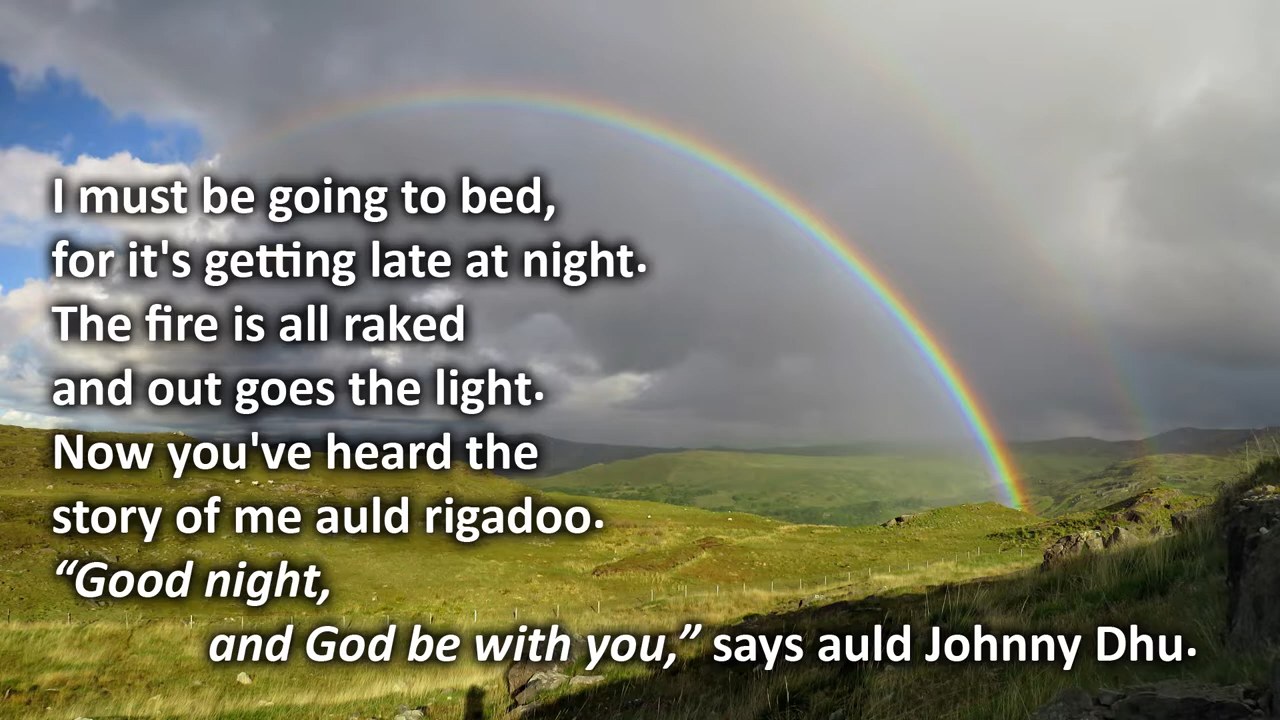 I must be going to bed,
for it's getting late at night.
The fire is all raked
and out goes the light.
Now you've heard the
story of me auld rigadoo.
“Good night,
and God be with you,” says auld Johnny Dhu.